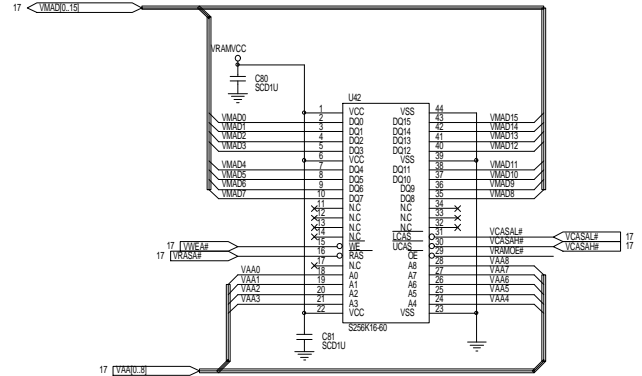 17 VMAD[0..15]
VRAMVCC
C80
SCD1U
U42
1 VCC VSS 44
VMAD0 2 DQ0 DQ15 43 VMAD15
VMAD1 3 DQ1 DQ14 42 VMAD14
VMAD2 4 DQ2 DQ13 41 VMAD13
VMAD3 5 DQ3 DQ12 40 VMAD12
6 VCC VSS 39
VMAD4 7 DQ4 DQ11 38 VMAD11
VMAD5 8 DQ5 DQ10 37 VMAD10
VMAD6 9 DQ6 DQ9 36 VMAD9
VMAD7 10 DQ7 DQ8 35 VMAD8
11 N.C N.C 34
12 N.C N.C 33
13 N.C N.C 32
14 N.C LCAS 31 VCASAL# VCASAL# 17
17 VWEA# 15 WE UCAS 30 VCASAH# VCASAH# 17
17 VRASA# 16 RAS OE 29 VRAMOE#
17 N.C A8 28 VAA8
VAA0 18 A0 A7 27 VAA7
VAA1 19 A1 A6 26 VAA6
VAA2 20 A2 A5 25 VAA5
VAA3 21 A3 A4 24 VAA4
22 VCC VSS 23
S256K16-60
C81
SCD1U
17 VAA[0..8]